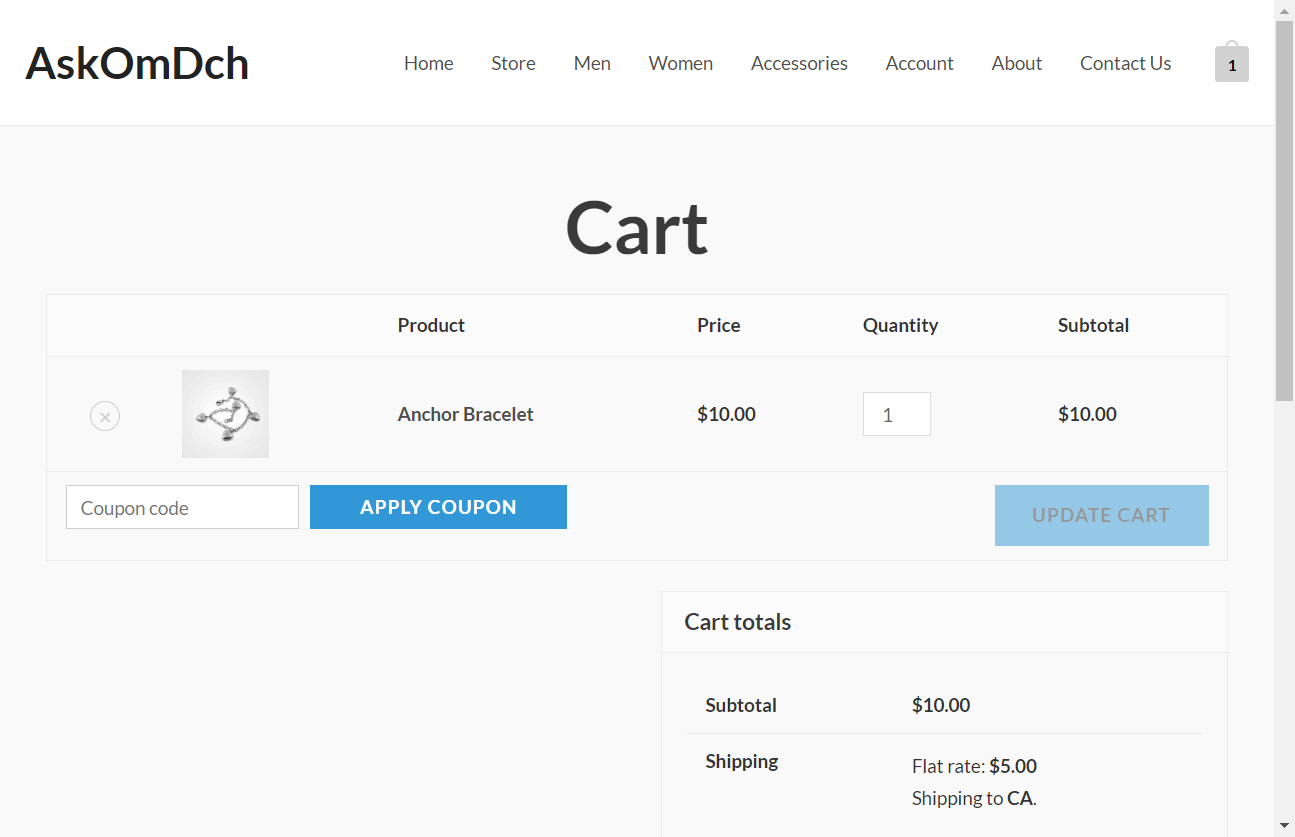 AskOmDch
Home Store Men Women Accessories Account About Contact Us 1
Cart
Product Price Quantity Subtotal
× Anchor Bracelet $10.00 1 $10.00
Coupon code APPLY COUPON UPDATE CART
Cart totals
Subtotal $10.00
Shipping Flat rate: $5.00
Shipping to CA.